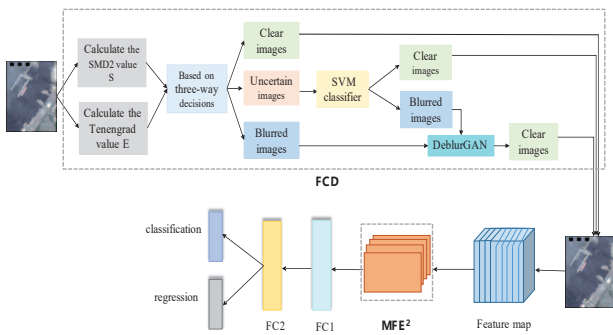 Calculate the
SMD2 value
S
Calculate the
Tenengrad
value E
Based on
three-way
decisions
Clear
images
Uncertain
images
Blurred
images
SVM
classifier
Clear
images
Blurred
images
DeblurGAN
Clear
images
FCD
classification
regression
FC2
FC1
MFE²
Feature map